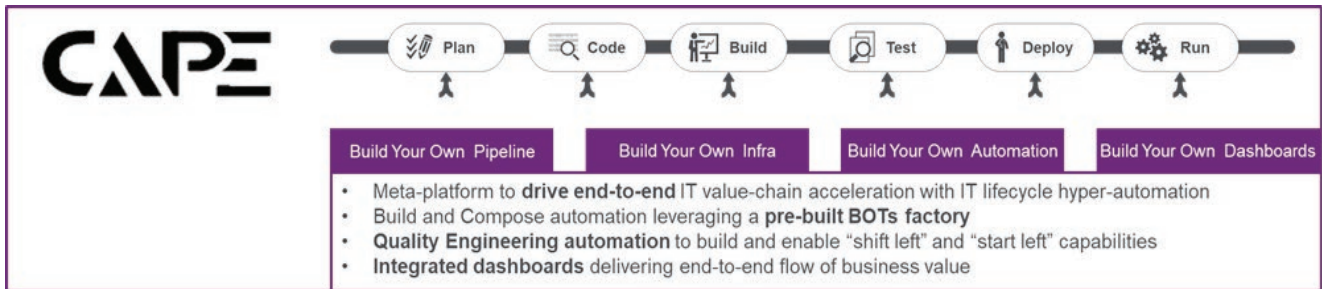 CAPE
Plan
Code
Build
Test
Deploy
Run
Build Your Own Pipeline
Build Your Own Infra
Build Your Own Automation
Build Your Own Dashboards
• Meta-platform to drive end-to-end IT value-chain acceleration with IT lifecycle hyper-automation
• Build and Compose automation leveraging a pre-built BOTs factory
• Quality Engineering automation to build and enable “shift left” and “start left” capabilities
• Integrated dashboards delivering end-to-end flow of business value